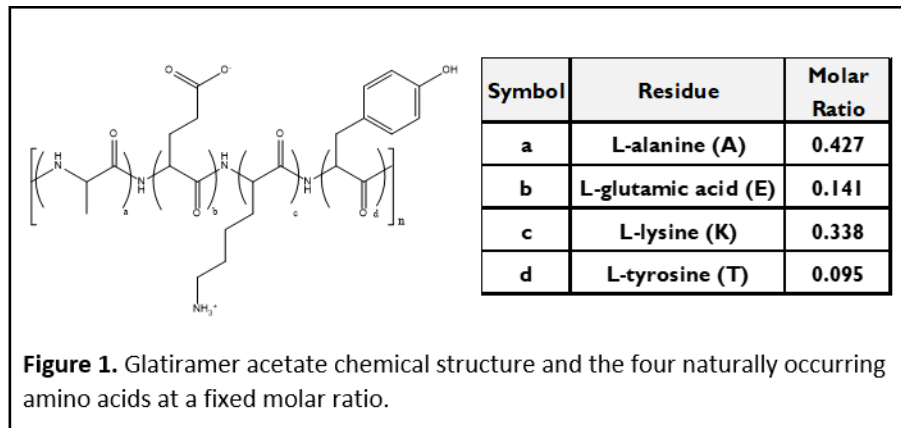 O
O-
OH
O
O
H
N
N
H
H
N
N
H
O
O
a
b
c
d
n
NH₃⁺
Symbol Residue Molar Ratio
a L-alanine (A) 0.427
b L-glutamic acid (E) 0.141
c L-lysine (K) 0.338
d L-tyrosine (T) 0.095
Figure 1. Glatiramer acetate chemical structure and the four naturally occurring
amino acids at a fixed molar ratio.